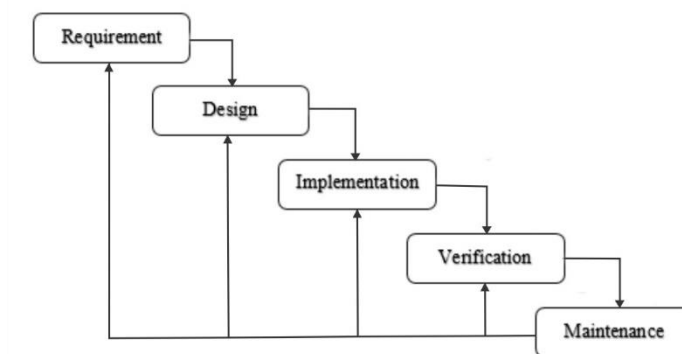 Requirement
Design
Implementation
Verification
Maintenance